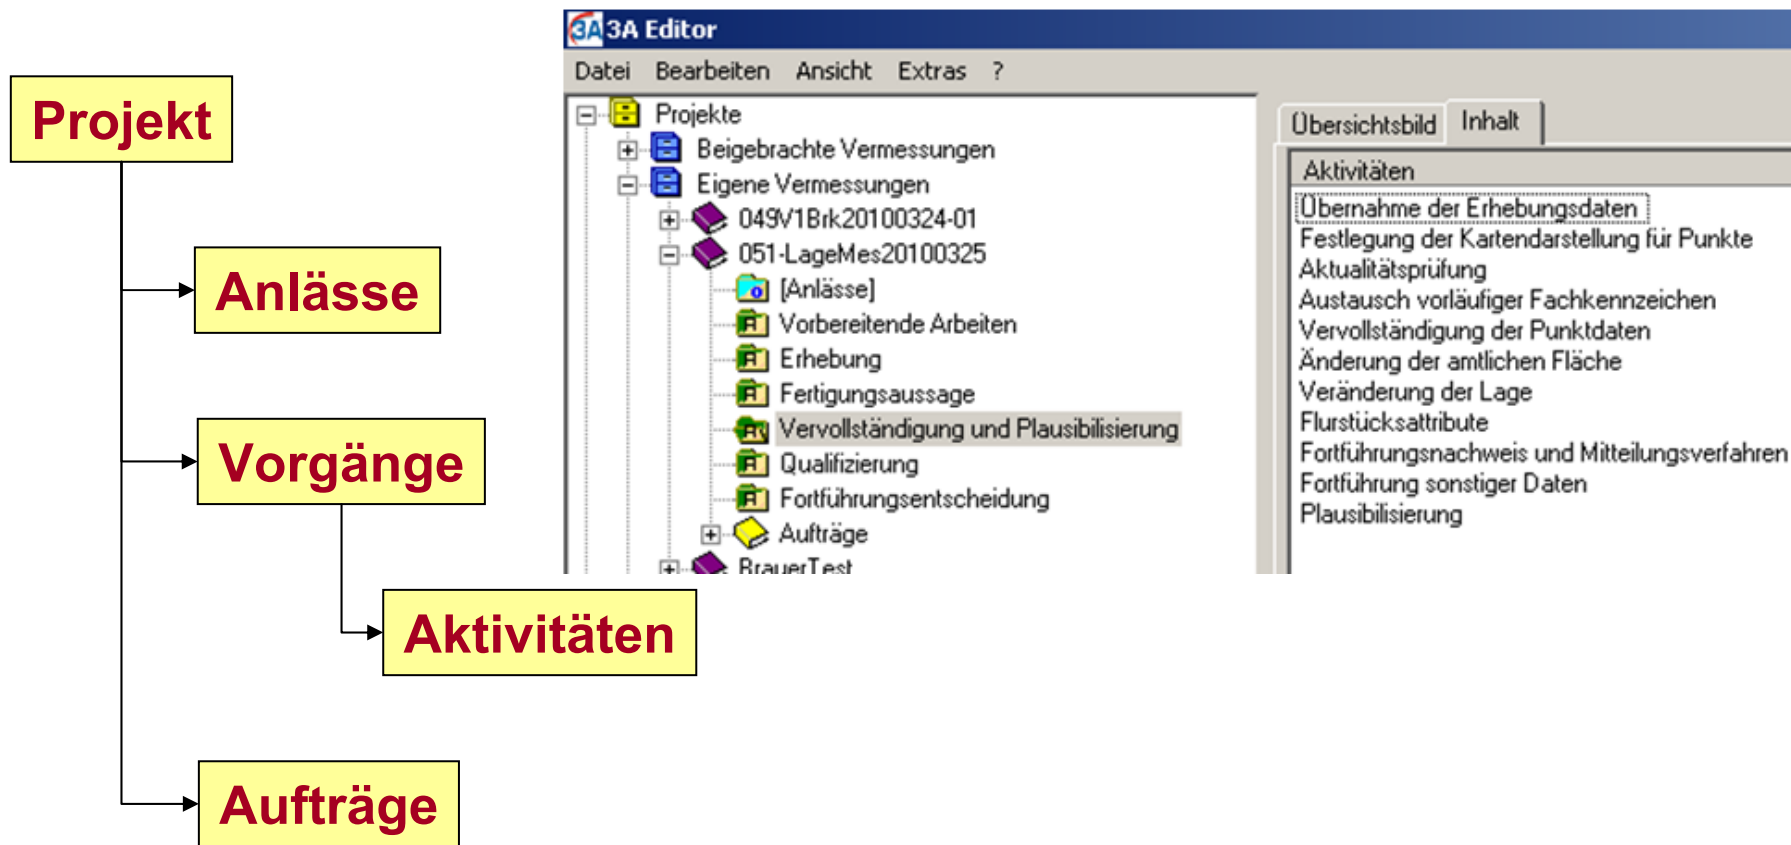 Projekt
Anlässe
Vorgänge
Aktivitäten
Aufträge
3A 3A Editor
Datei Bearbeiten Ansicht Extras ?
Projekte
Beigebrachte Vermessungen
Eigene Vermessungen
049V1Brk20100324-01
051-LageMes20100325
[Anlässe]
Vorbereitende Arbeiten
Erhebung
Fertigungsaussage
Vervollständigung und Plausibilisierung
Qualifizierung
Fortführungsentscheidung
Aufträge
BrauerTest
Übersichtsbild Inhalt
Aktivitäten
Übernahme der Erhebungsdaten
Festlegung der Kartendarstellung für Punkte
Aktualitätsprüfung
Austausch vorläufiger Fachkennzeichen
Vervollständigung der Punktdaten
Änderung der amtlichen Fläche
Veränderung der Lage
Flurstücksattribute
Fortführungsnachweis und Mitteilungsverfahren
Fortführung sonstiger Daten
Plausibilisierung